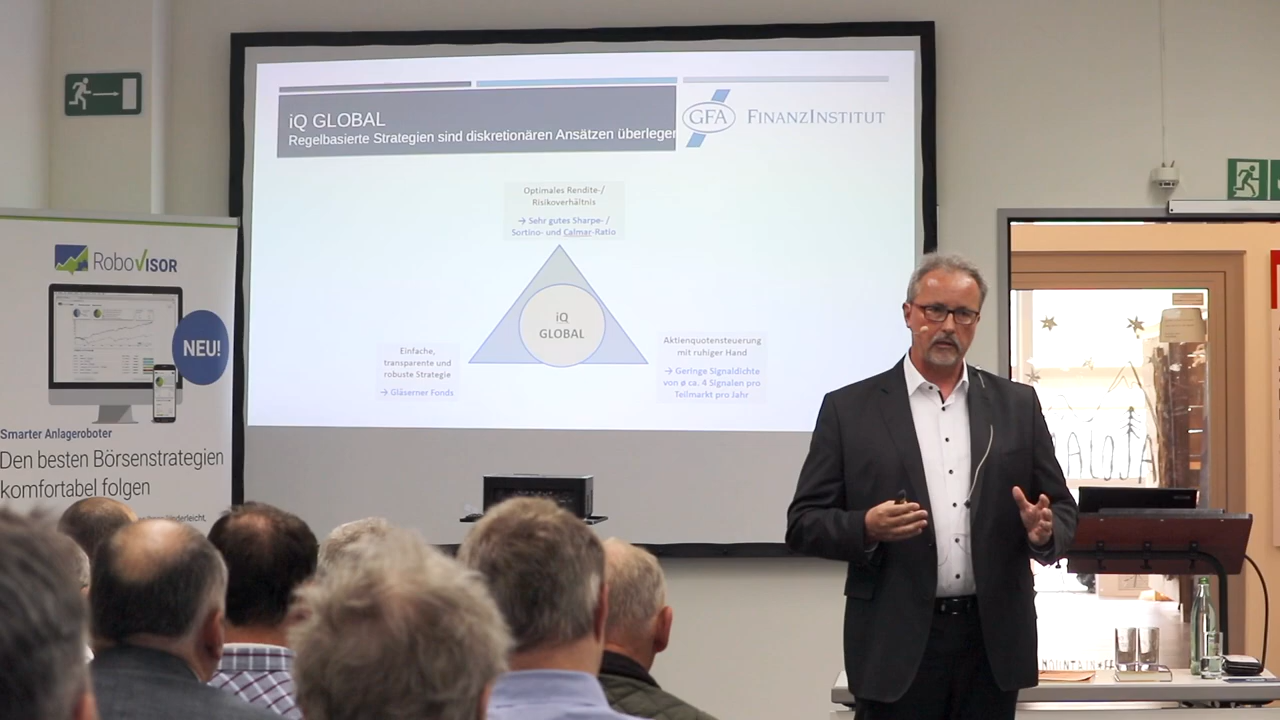 iQ GLOBAL
Regelbasierte Strategien sind diskretionären Ansätzen überlegen
GFA FINANZINSTITUT
Optimales Rendite-/
Risikoverhältnis
→ Sehr gutes Sharpe- /
Sortino- und Calmar-Ratio
iQ
GLOBAL
Einfache,
transparente und
robuste Strategie
→ Gläserner Fonds
Aktienquotensteuerung
mit ruhiger Hand
→ Geringe Signaldichte
von ø ca. 4 Signalen pro
Teilmarkt pro Jahr
RoboVISOR
NEU!
Smarter Anlageroboter
Den besten Börsenstrategien
komfortabel folgen
MALOJA